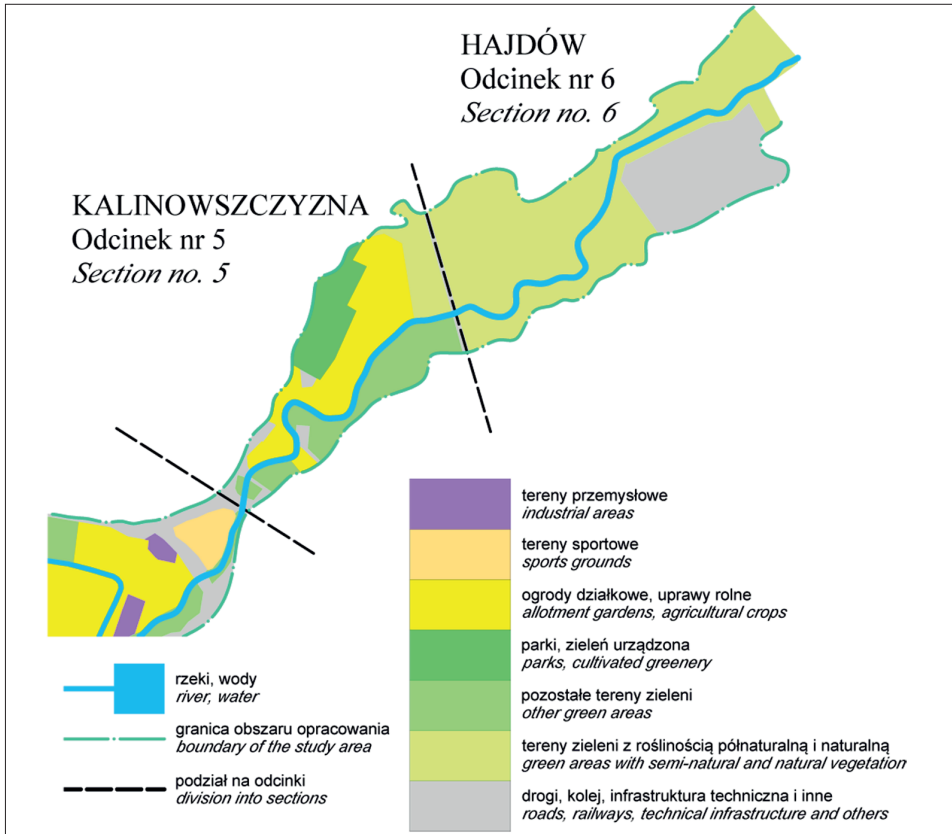 HAJDÓW
Odcinek nr 6
Section no. 6
KALINOWSZCZYZNA
Odcinek nr 5
Section no. 5
tereny przemysłowe
industrial areas
tereny sportowe
sports grounds
ogrody działkowe, uprawy rolne
allotment gardens, agricultural crops
parki, zieleń urządzona
parks, cultivated greenery
pozostałe tereny zieleni
other green areas
tereny zieleni z roślinością półnaturalną i naturalną
green areas with semi-natural and natural vegetation
drogi, kolej, infrastruktura techniczna i inne
roads, railways, technical infrastructure and others
rzeki, wody
river, water
granica obszaru opracowania
boundary of the study area
podział na odcinki
division into sections